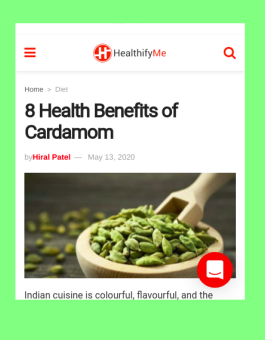 HealthifyMe
Home > Diet
8 Health Benefits of
Cardamom
byHiral Patel — May 13, 2020
Indian cuisine is colourful, flavourful, and the